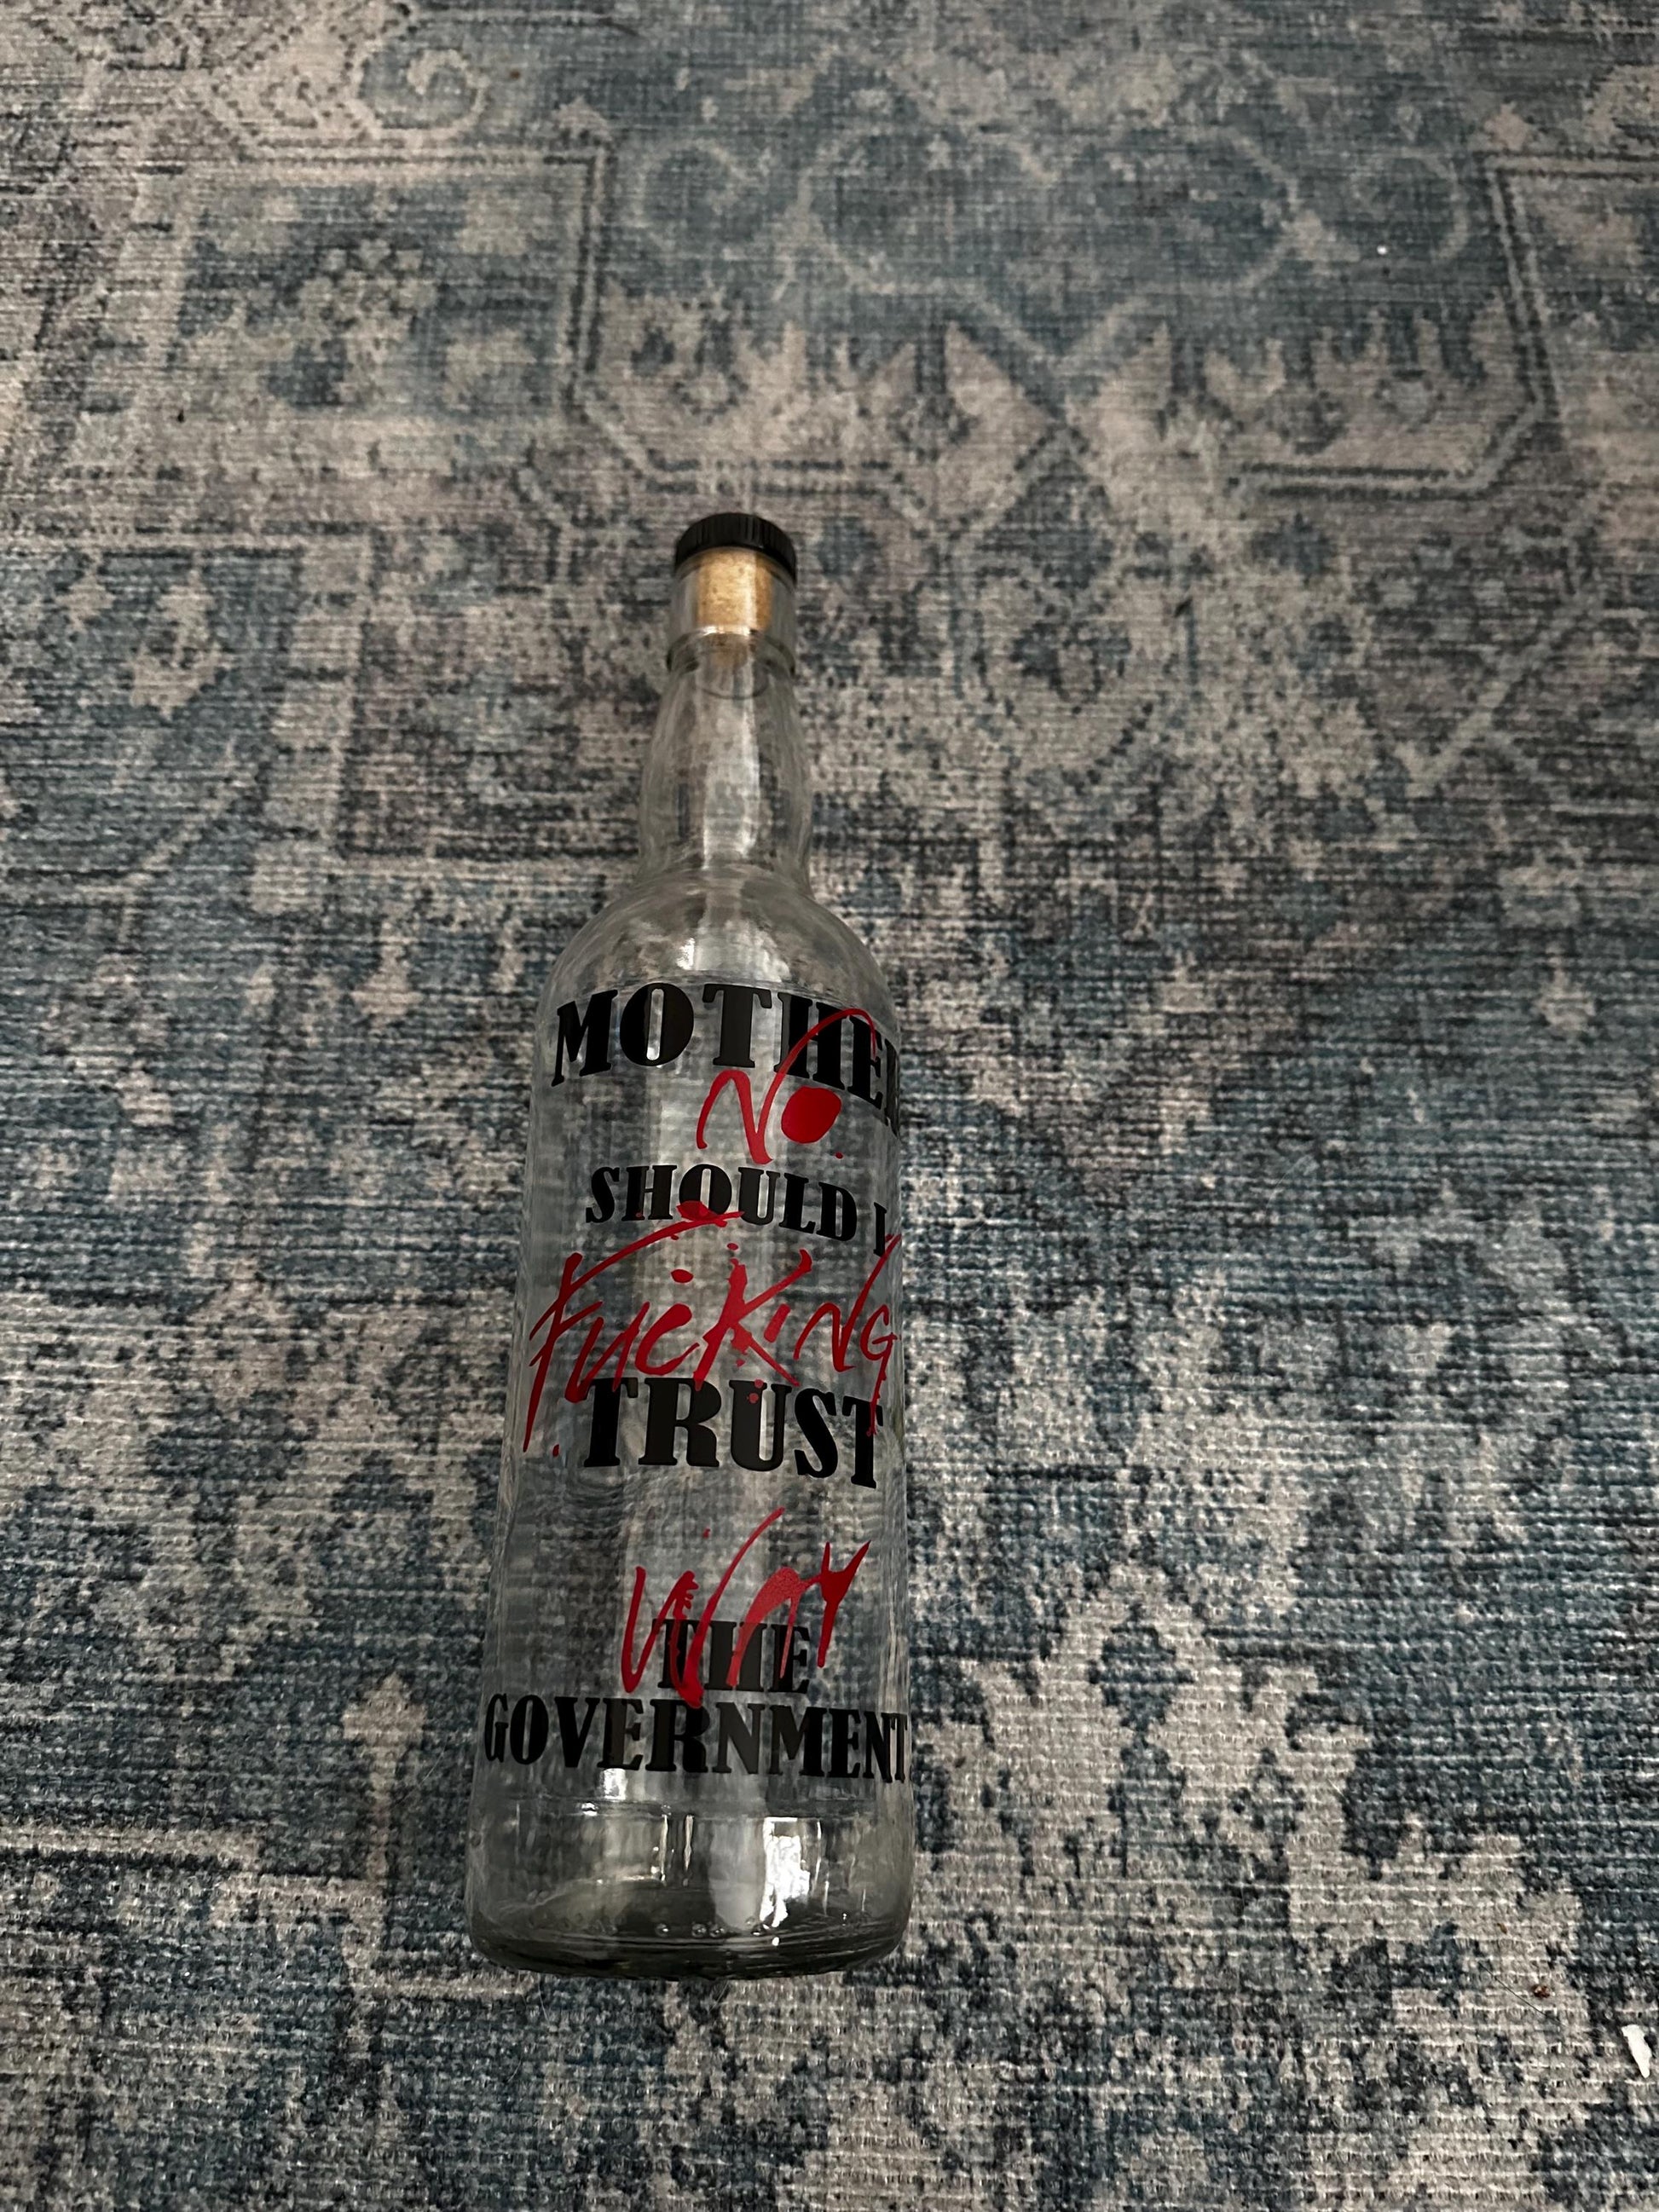 MOTHER
No
SHOULD I
FucKiNG
TRUST
WAY
THE
GOVERNMENT